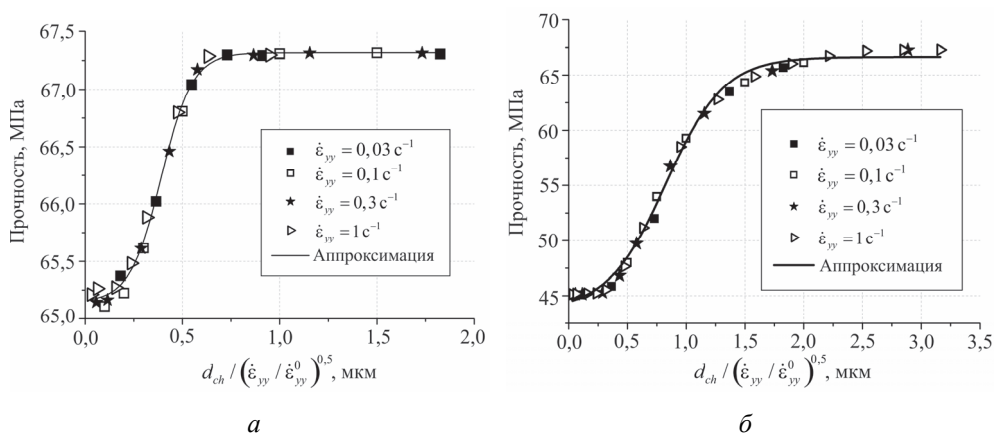 67,5
67,0
66,5
66,0
65,5
65,0
Прочность, МПа
ε̇yy = 0,03 с⁻¹
ε̇yy = 0,1 с⁻¹
ε̇yy = 0,3 с⁻¹
ε̇yy = 1 с⁻¹
Аппроксимация
0,0 0,5 1,0 1,5 2,0
dch / (ε̇yy / ε̇⁰yy)^0,5, мкм
а
70
65
60
55
50
45
Прочность, МПа
ε̇yy = 0,03 с⁻¹
ε̇yy = 0,1 с⁻¹
ε̇yy = 0,3 с⁻¹
ε̇yy = 1 с⁻¹
Аппроксимация
0,0 0,5 1,0 1,5 2,0 2,5 3,0 3,5
dch / (ε̇yy / ε̇⁰yy)^0,5, мкм
б